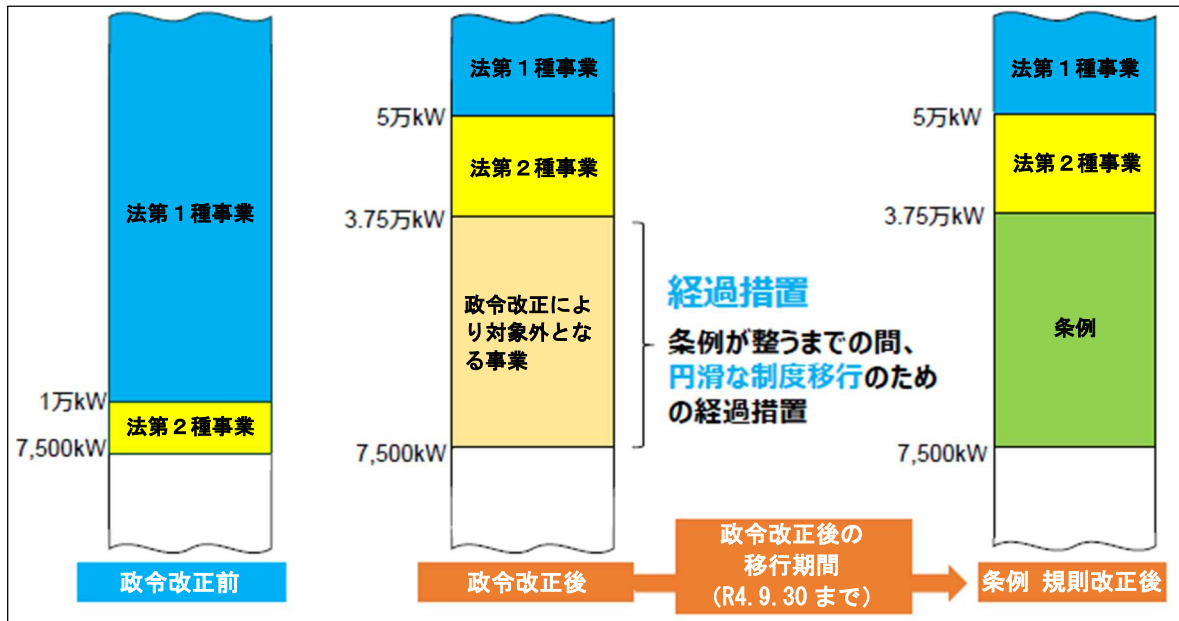 法第１種事業
1万kW
法第２種事業
7,500kW
政令改正前
法第１種事業
5万kW
法第２種事業
3.75万kW
政令改正によ
り対象外とな
る事業
7,500kW
政令改正後
経過措置
条例が整うまでの間、
円滑な制度移行のため
の経過措置
政令改正後の
移行期間
（R4.9.30 まで）
法第１種事業
5万kW
法第２種事業
3.75万kW
条例
7,500kW
条例 規則改正後